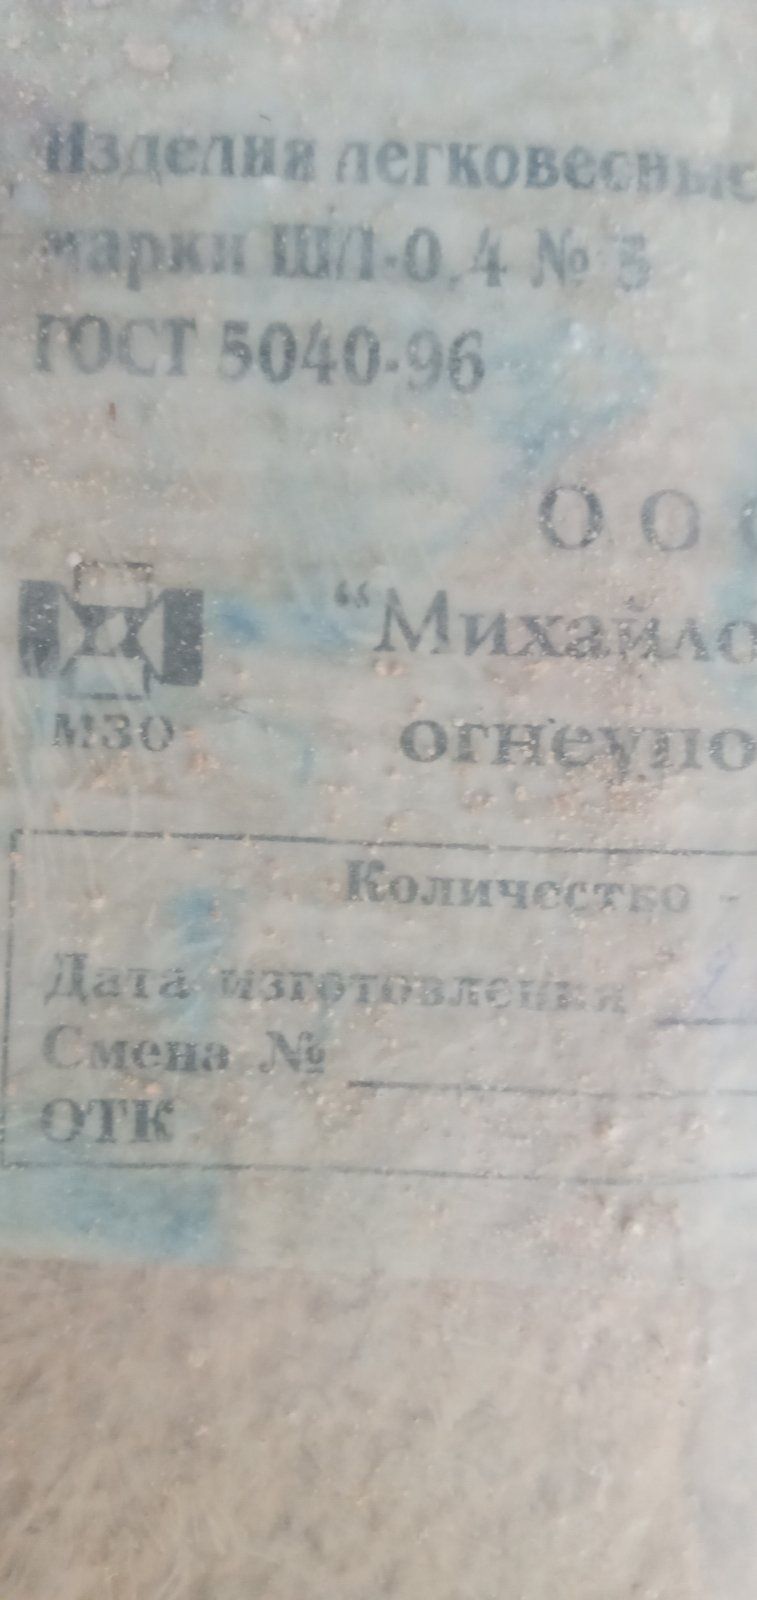 Изделия легковесные
марки ШЛ-0,4 № 5
ГОСТ 5040-96
О О О
"Михайло
МЗО
огнеупо
Количество -
Дата изготовления 2
Смена №
ОТК